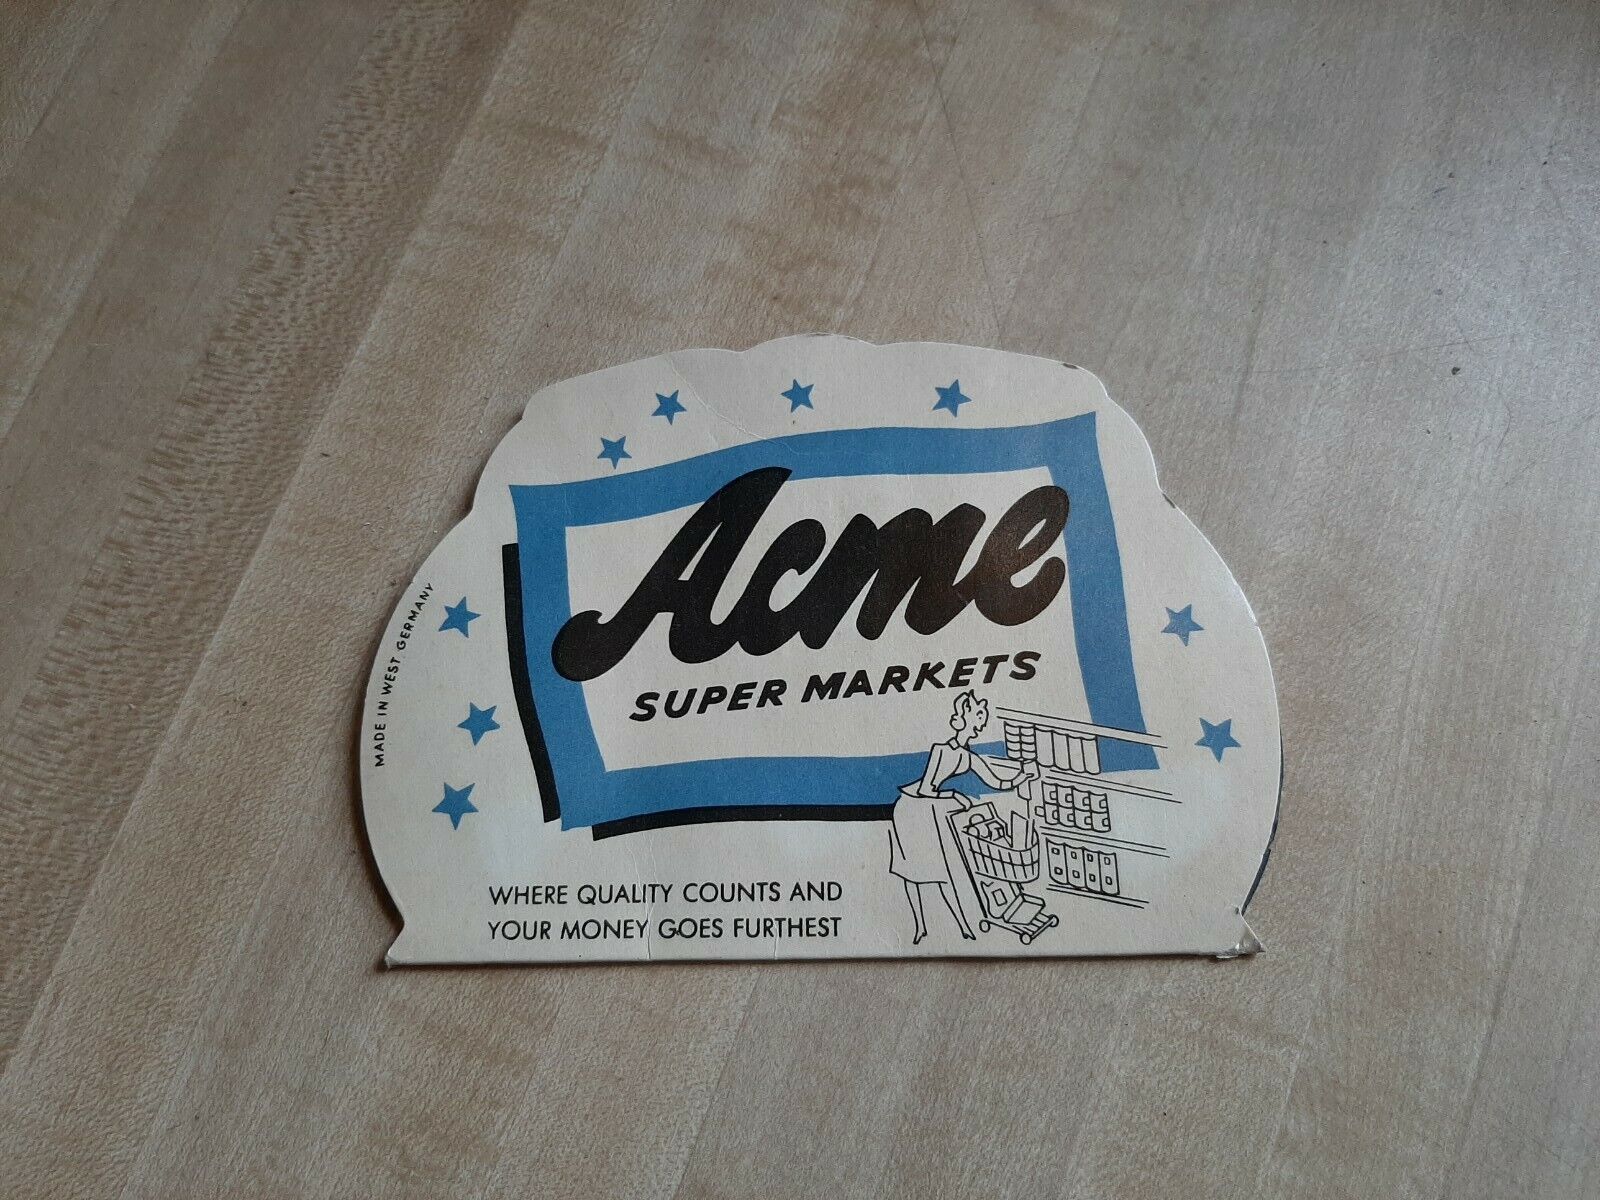 Acme
SUPER MARKETS
MADE IN WEST GERMANY
WHERE QUALITY COUNTS AND
YOUR MONEY GOES FURTHEST